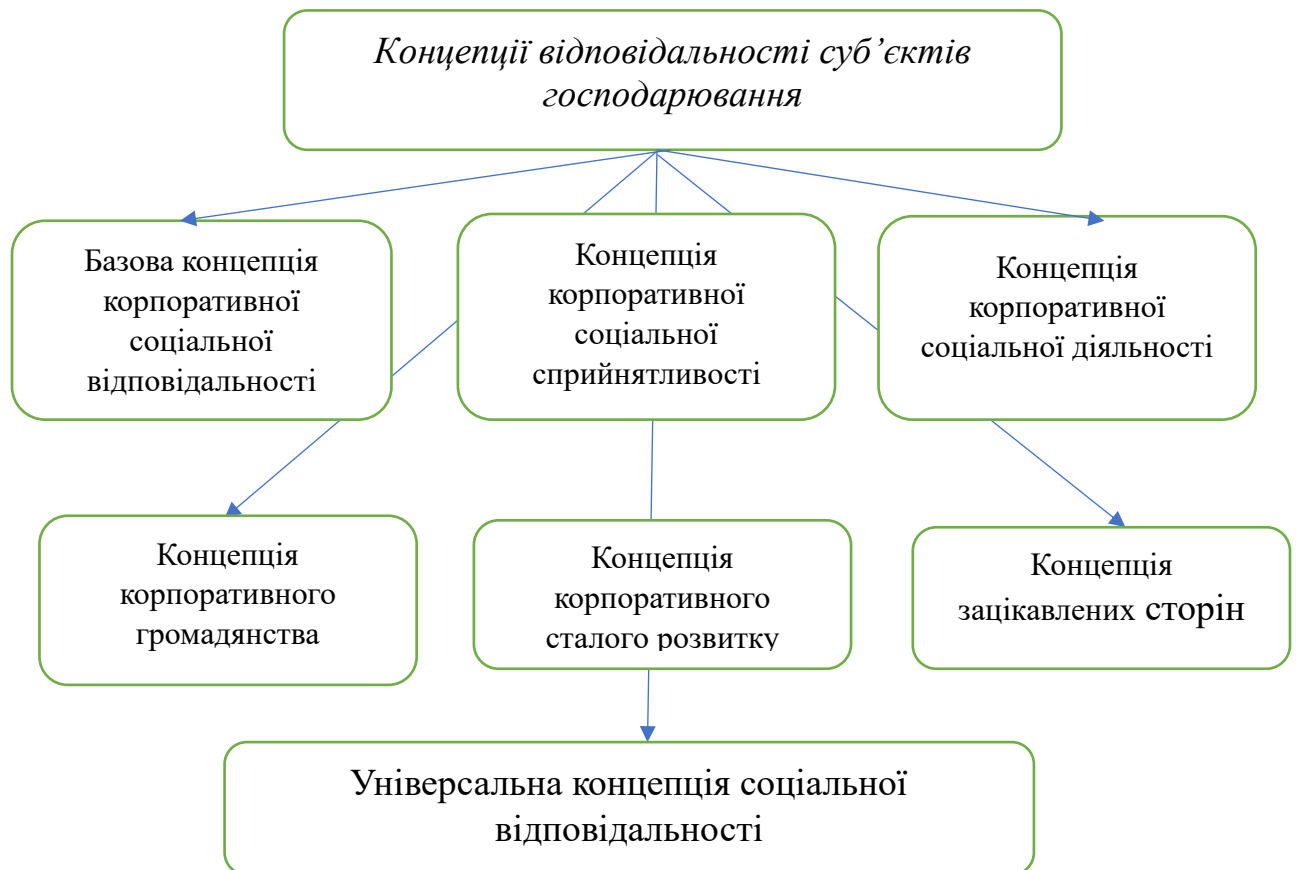 Концепції відповідальності суб’єктів
господарювання
Базова концепція
корпоративної
соціальної
відповідальності
Концепція
корпоративної
соціальної
сприйнятливості
Концепція
корпоративної
соціальної діяльності
Концепція
корпоративного
громадянства
Концепція
корпоративного
сталого розвитку
Концепція
зацікавлених сторін
Універсальна концепція соціальної
відповідальності